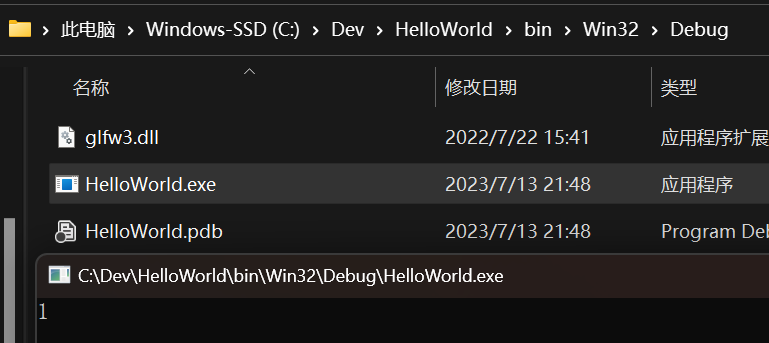 此电脑 > Windows-SSD (C:) > Dev > HelloWorld > bin > Win32 > Debug
名称 修改日期 类型
glfw3.dll 2022/7/22 15:41 应用程序扩展
HelloWorld.exe 2023/7/13 21:48 应用程序
HelloWorld.pdb 2023/7/13 21:48 Program Deb
C:\Dev\HelloWorld\bin\Win32\Debug\HelloWorld.exe
1